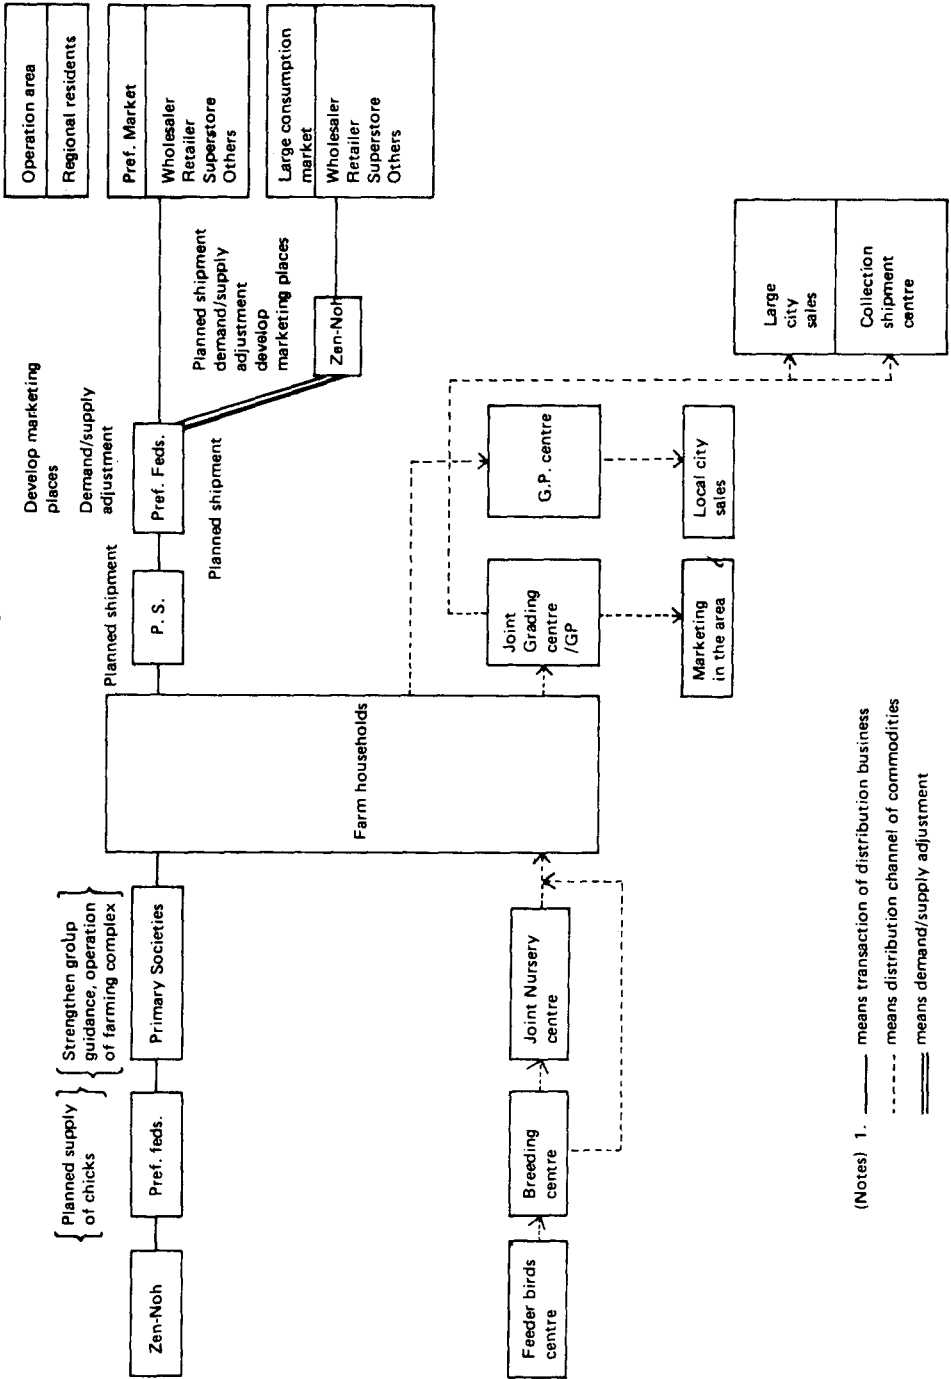 Operation area
Regional residents
Pref. Market
Wholesaler
Retailer
Superstore
Others
Large consumption
market
Wholesaler
Retailer
Superstore
Others
Develop marketing
places
Demand/supply
adjustment
Planned shipment
demand/supply
adjustment
develop
marketing places
Zen-Noh
Pref. Feds.
Planned shipment
Planned shipment
P. S.
Farm households
Strengthen group
guidance, operation
of farming complex
Primary Societies
Planned supply
of chicks
Pref. feds.
Zen-Noh
Feeder birds
centre
Breeding
centre
Joint Nursery
centre
Joint
Grading
centre
/GP
G.P. centre
Marketing
in the area
Local city
sales
Large
city
sales
Collection
shipment
centre
(Notes) 1. means transaction of distribution business
means distribution channel of commodities
means demand/supply adjustment